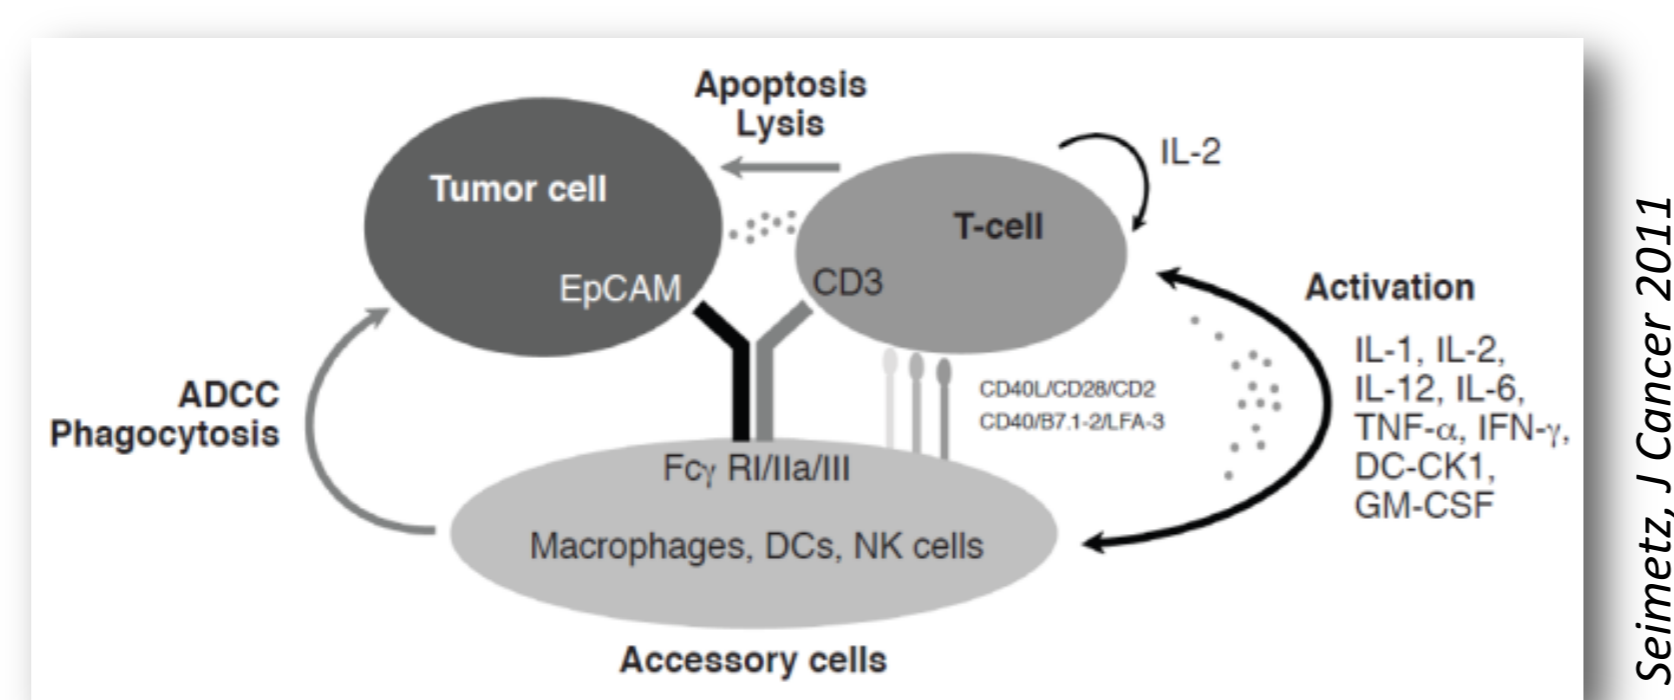 Apoptosis
Lysis
IL-2
Tumor cell
T-cell
EpCAM
CD3
Activation
IL-1, IL-2,
IL-12, IL-6,
TNF-α, IFN-γ,
DC-CK1,
GM-CSF
ADCC
Phagocytosis
CD40L/CD28/CD2
CD40/B7.1-2/LFA-3
Fcγ RI/IIa/III
Macrophages, DCs, NK cells
Accessory cells
Seimetz, J Cancer 2011